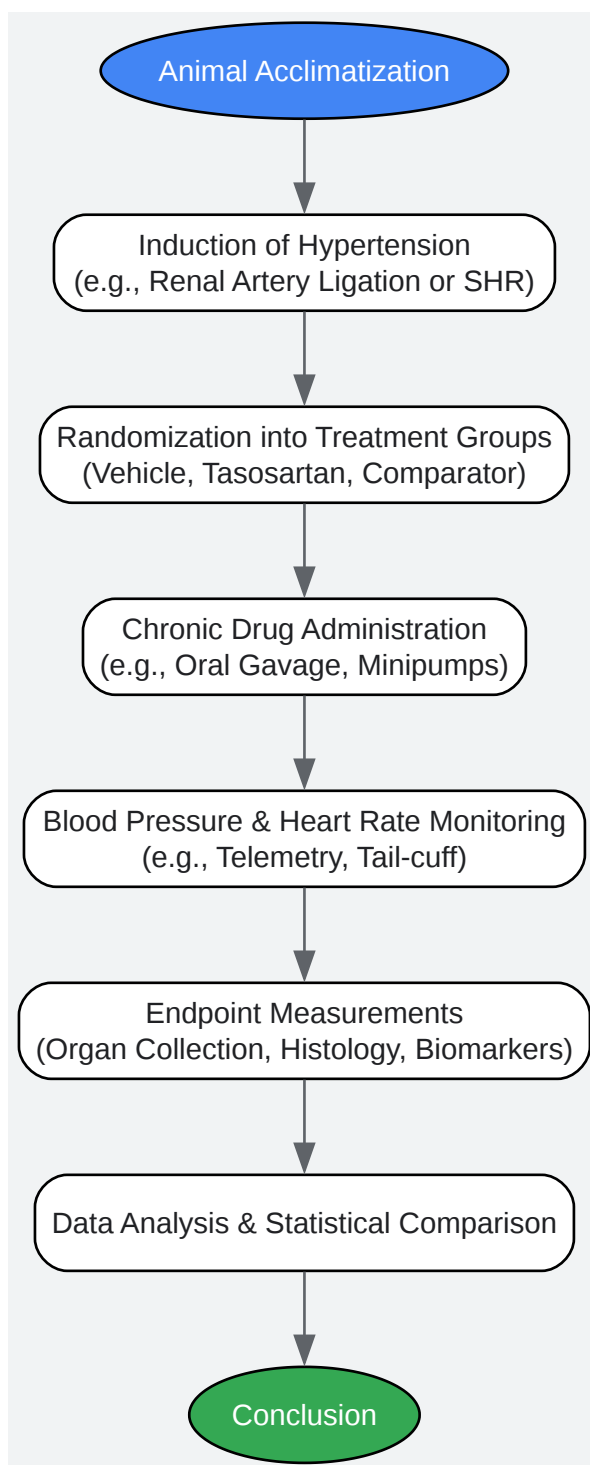 Animal Acclimatization
Induction of Hypertension
(e.g., Renal Artery Ligation or SHR)
Randomization into Treatment Groups
(Vehicle, Tasosartan, Comparator)
Chronic Drug Administration
(e.g., Oral Gavage, Minipumps)
Blood Pressure & Heart Rate Monitoring
(e.g., Telemetry, Tail-cuff)
Endpoint Measurements
(Organ Collection, Histology, Biomarkers)
Data Analysis & Statistical Comparison
Conclusion